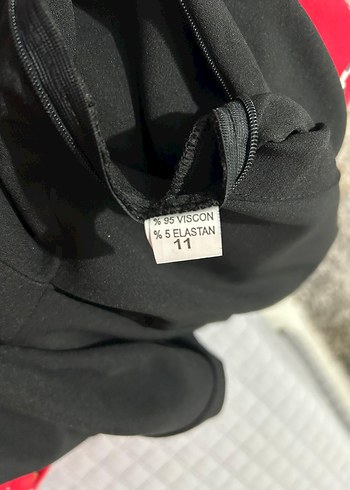 % 95 VISCON
% 5 ELASTAN
11